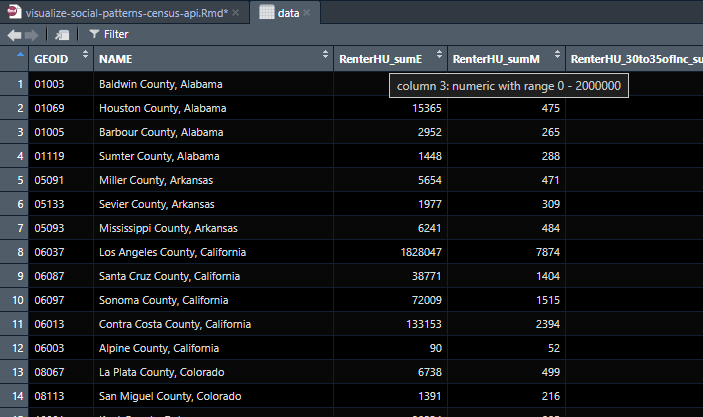 visualize-social-patterns-census-api.Rmd* × data ×
Filter
GEOID NAME RenterHU_sumE RenterHU_sumM RenterHU_30to35ofInc_su
1 01003 Baldwin County, Alabama
column 3: numeric with range 0 - 2000000
2 01069 Houston County, Alabama 15365 475
3 01005 Barbour County, Alabama 2952 265
4 01119 Sumter County, Alabama 1448 288
5 05091 Miller County, Arkansas 5654 471
6 05133 Sevier County, Arkansas 1977 309
7 05093 Mississippi County, Arkansas 6241 484
8 06037 Los Angeles County, California 1828047 7874
9 06087 Santa Cruz County, California 38771 1404
10 06097 Sonoma County, California 72009 1515
11 06013 Contra Costa County, California 133153 2394
12 06003 Alpine County, California 90 52
13 08067 La Plata County, Colorado 6738 499
14 08113 San Miguel County, Colorado 1391 216